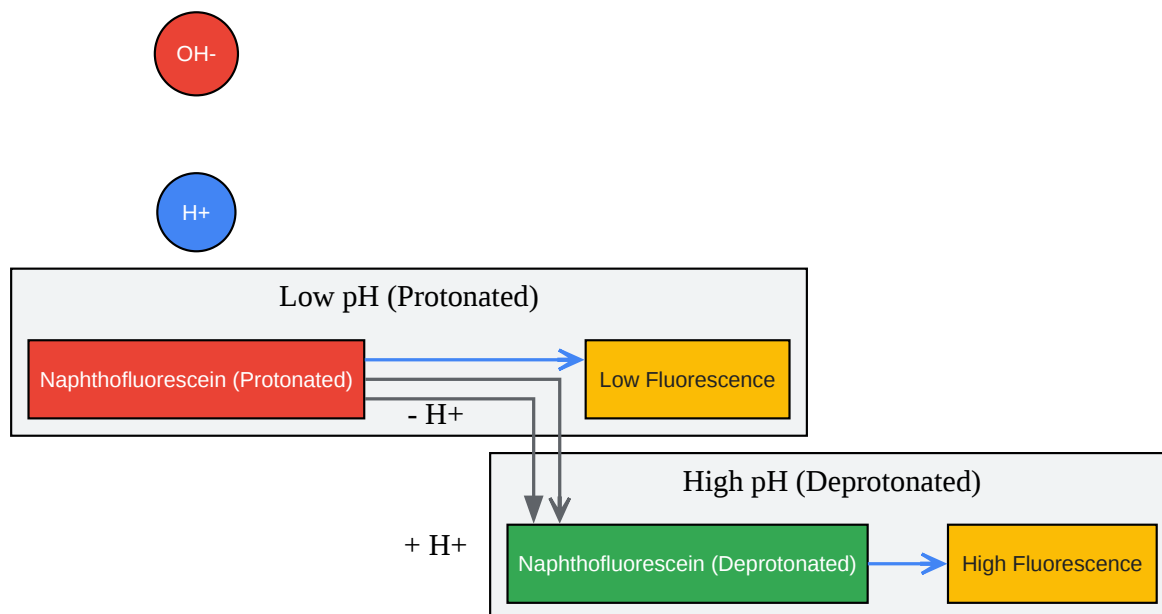 OH-
H+
Low pH (Protonated)
Naphthofluorescein (Protonated)
Low Fluorescence
- H+
High pH (Deprotonated)
+ H+
Naphthofluorescein (Deprotonated)
High Fluorescence